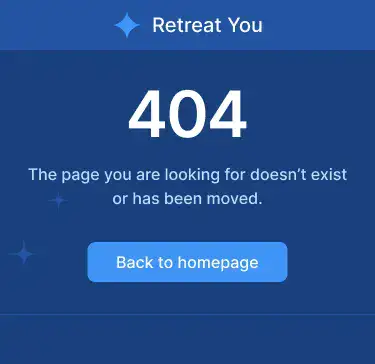 Retreat You
404
The page you are looking for doesn’t exist
or has been moved.
Back to homepage